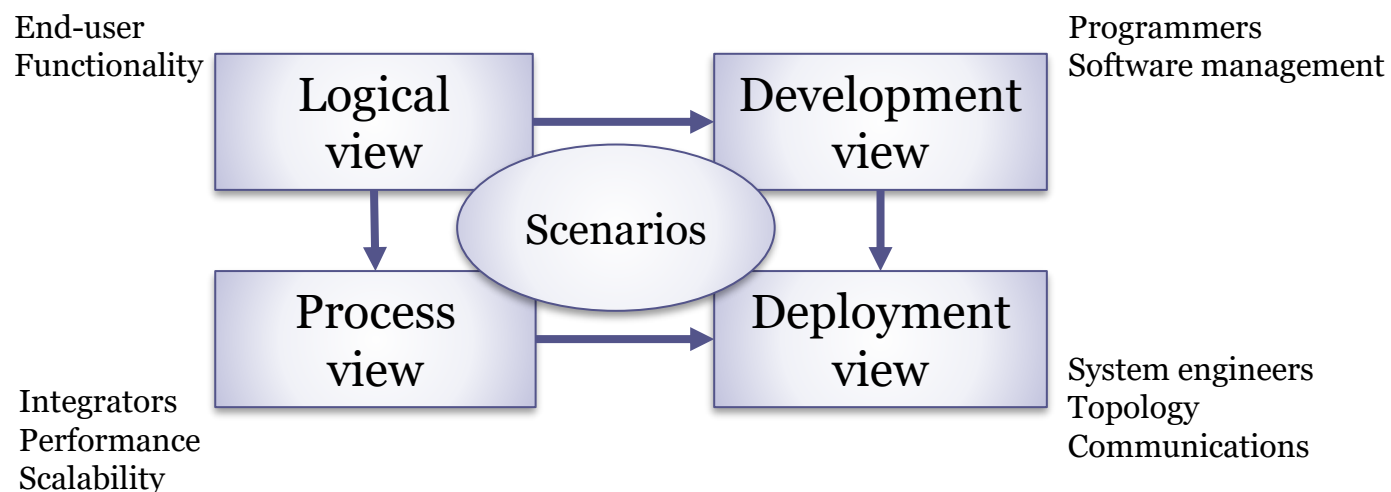 End-user
Functionality
Logical
view
Development
view
Programmers
Software management
Scenarios
Process
view
Deployment
view
Integrators
Performance
Scalability
System engineers
Topology
Communications